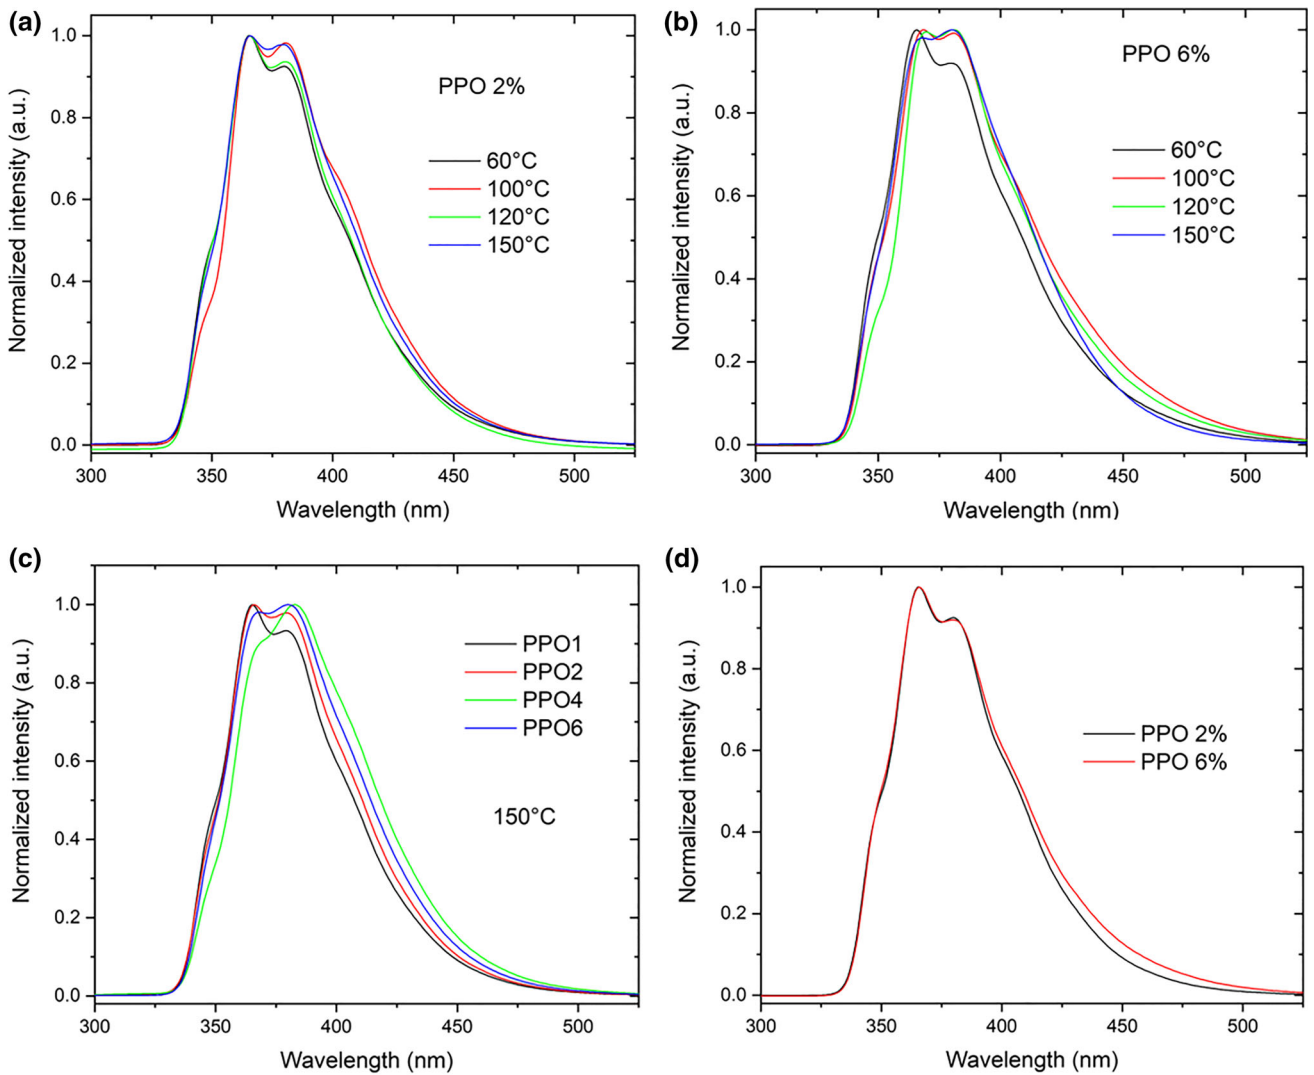 (a)
PPO 2%
60°C
100°C
120°C
150°C
Normalized intensity (a.u.)
1.0
0.8
0.6
0.4
0.2
0.0
300 350 400 450 500
Wavelength (nm)
(b)
PPO 6%
60°C
100°C
120°C
150°C
Normalized intensity (a.u.)
1.0
0.8
0.6
0.4
0.2
0.0
300 350 400 450 500
Wavelength (nm)
(c)
PPO1
PPO2
PPO4
PPO6
150°C
Normalized intensity (a.u.)
1.0
0.8
0.6
0.4
0.2
0.0
300 350 400 450 500
Wavelength (nm)
(d)
PPO 2%
PPO 6%
Normalized intensity (a.u.)
1.0
0.8
0.6
0.4
0.2
0.0
300 350 400 450 500
Wavelength (nm)